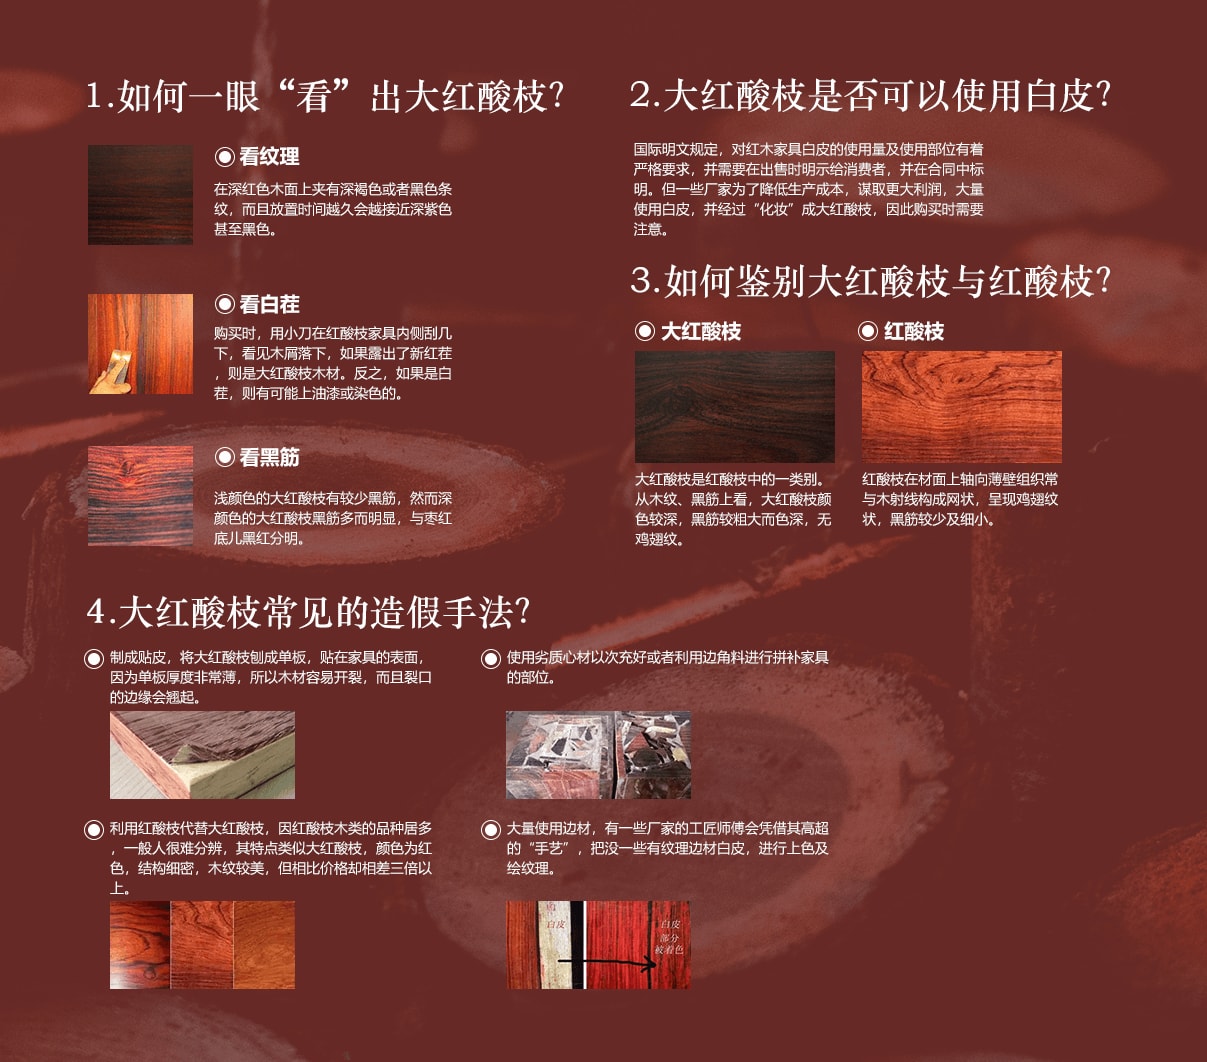 1.如何一眼“看”出大红酸枝?
看纹理
在深红色木面上夹有深褐色或者黑色条
纹，而且放置时间越久会越接近深紫色
甚至黑色。
看白茬
购买时，用小刀在红酸枝家具内侧刮几
下，看见木屑落下，如果露出了新红茬
，则是大红酸枝木材。反之，如果是白
茬，则有可能上油漆或染色的。
看黑筋
浅颜色的大红酸枝有较少黑筋，然而深
颜色的大红酸枝黑筋多而明显，与枣红
底儿黑红分明。
2.大红酸枝是否可以使用白皮?
国际明文规定，对红木家具白皮的使用量及使用部位有着
严格要求，并需要在出售时明示给消费者，并在合同中标
明。但一些厂家为了降低生产成本，谋取更大利润，大量
使用白皮，并经过“化妆”成大红酸枝，因此购买时需要
注意。
3.如何鉴别大红酸枝与红酸枝?
大红酸枝
大红酸枝是红酸枝中的一类别。
从木纹、黑筋上看，大红酸枝颜
色较深，黑筋较粗大而色深，无
鸡翅纹。
红酸枝
红酸枝在材面上轴向薄壁组织常
与木射线构成网状，呈现鸡翅纹
状，黑筋较少及细小。
4.大红酸枝常见的造假手法?
制成贴皮，将大红酸枝刨成单板，贴在家具的表面，
因为单板厚度非常薄，所以木材容易开裂，而且裂口
的边缘会翘起。
使用劣质心材以次充好或者利用边角料进行拼补家具
的部位。
利用红酸枝代替大红酸枝，因红酸枝木类的品种居多
，一般人很难分辨，其特点类似大红酸枝，颜色为红
色，结构细密，木纹较美，但相比价格却相差三倍以
上。
大量使用边材，有一些厂家的工匠师傅会凭借其高超
的“手艺”，把没一些有纹理边材白皮，进行上色及
绘纹理。
白皮
白皮
部分
被着色